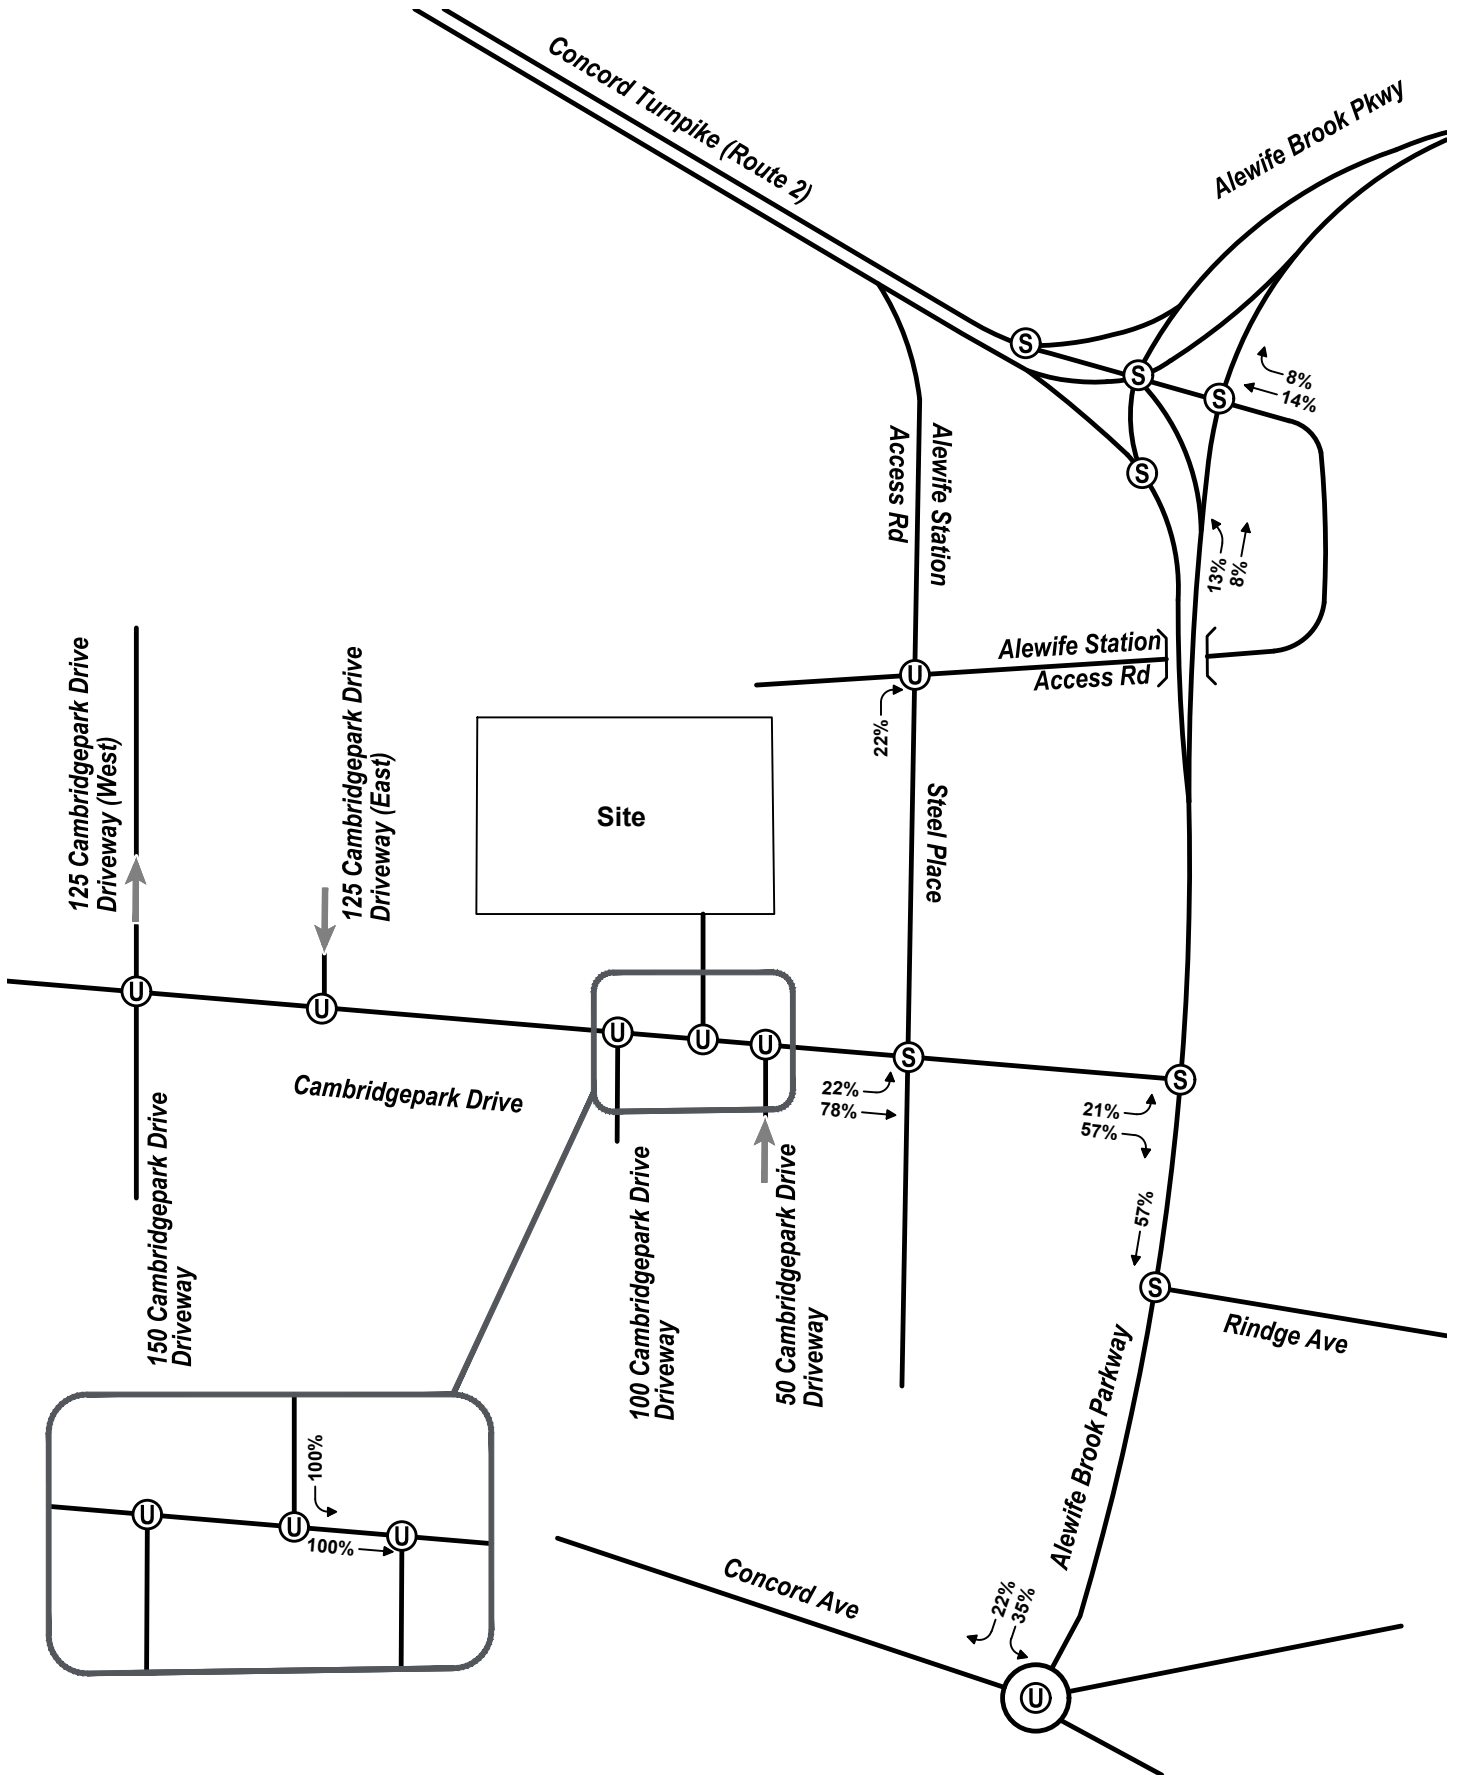 Concord Turnpike (Route 2)
Alewife Brook Pkwy
S
S
S
8%
14%
S
Alewife Station
Access Rd
13%
8%
Alewife Station
Access Rd
U
22%
125 Cambridgepark Drive
Driveway (West)
125 Cambridgepark Drive
Driveway (East)
Site
Steel Place
U
U
U
U
U
S
S
22%
78%
21%
57%
Cambridgepark Drive
150 Cambridgepark Drive
Driveway
100 Cambridgepark Drive
Driveway
50 Cambridgepark Drive
Driveway
57%
S
Rindge Ave
Alewife Brook Parkway
100%
U
U
U
100%
Concord Ave
22%
35%
U